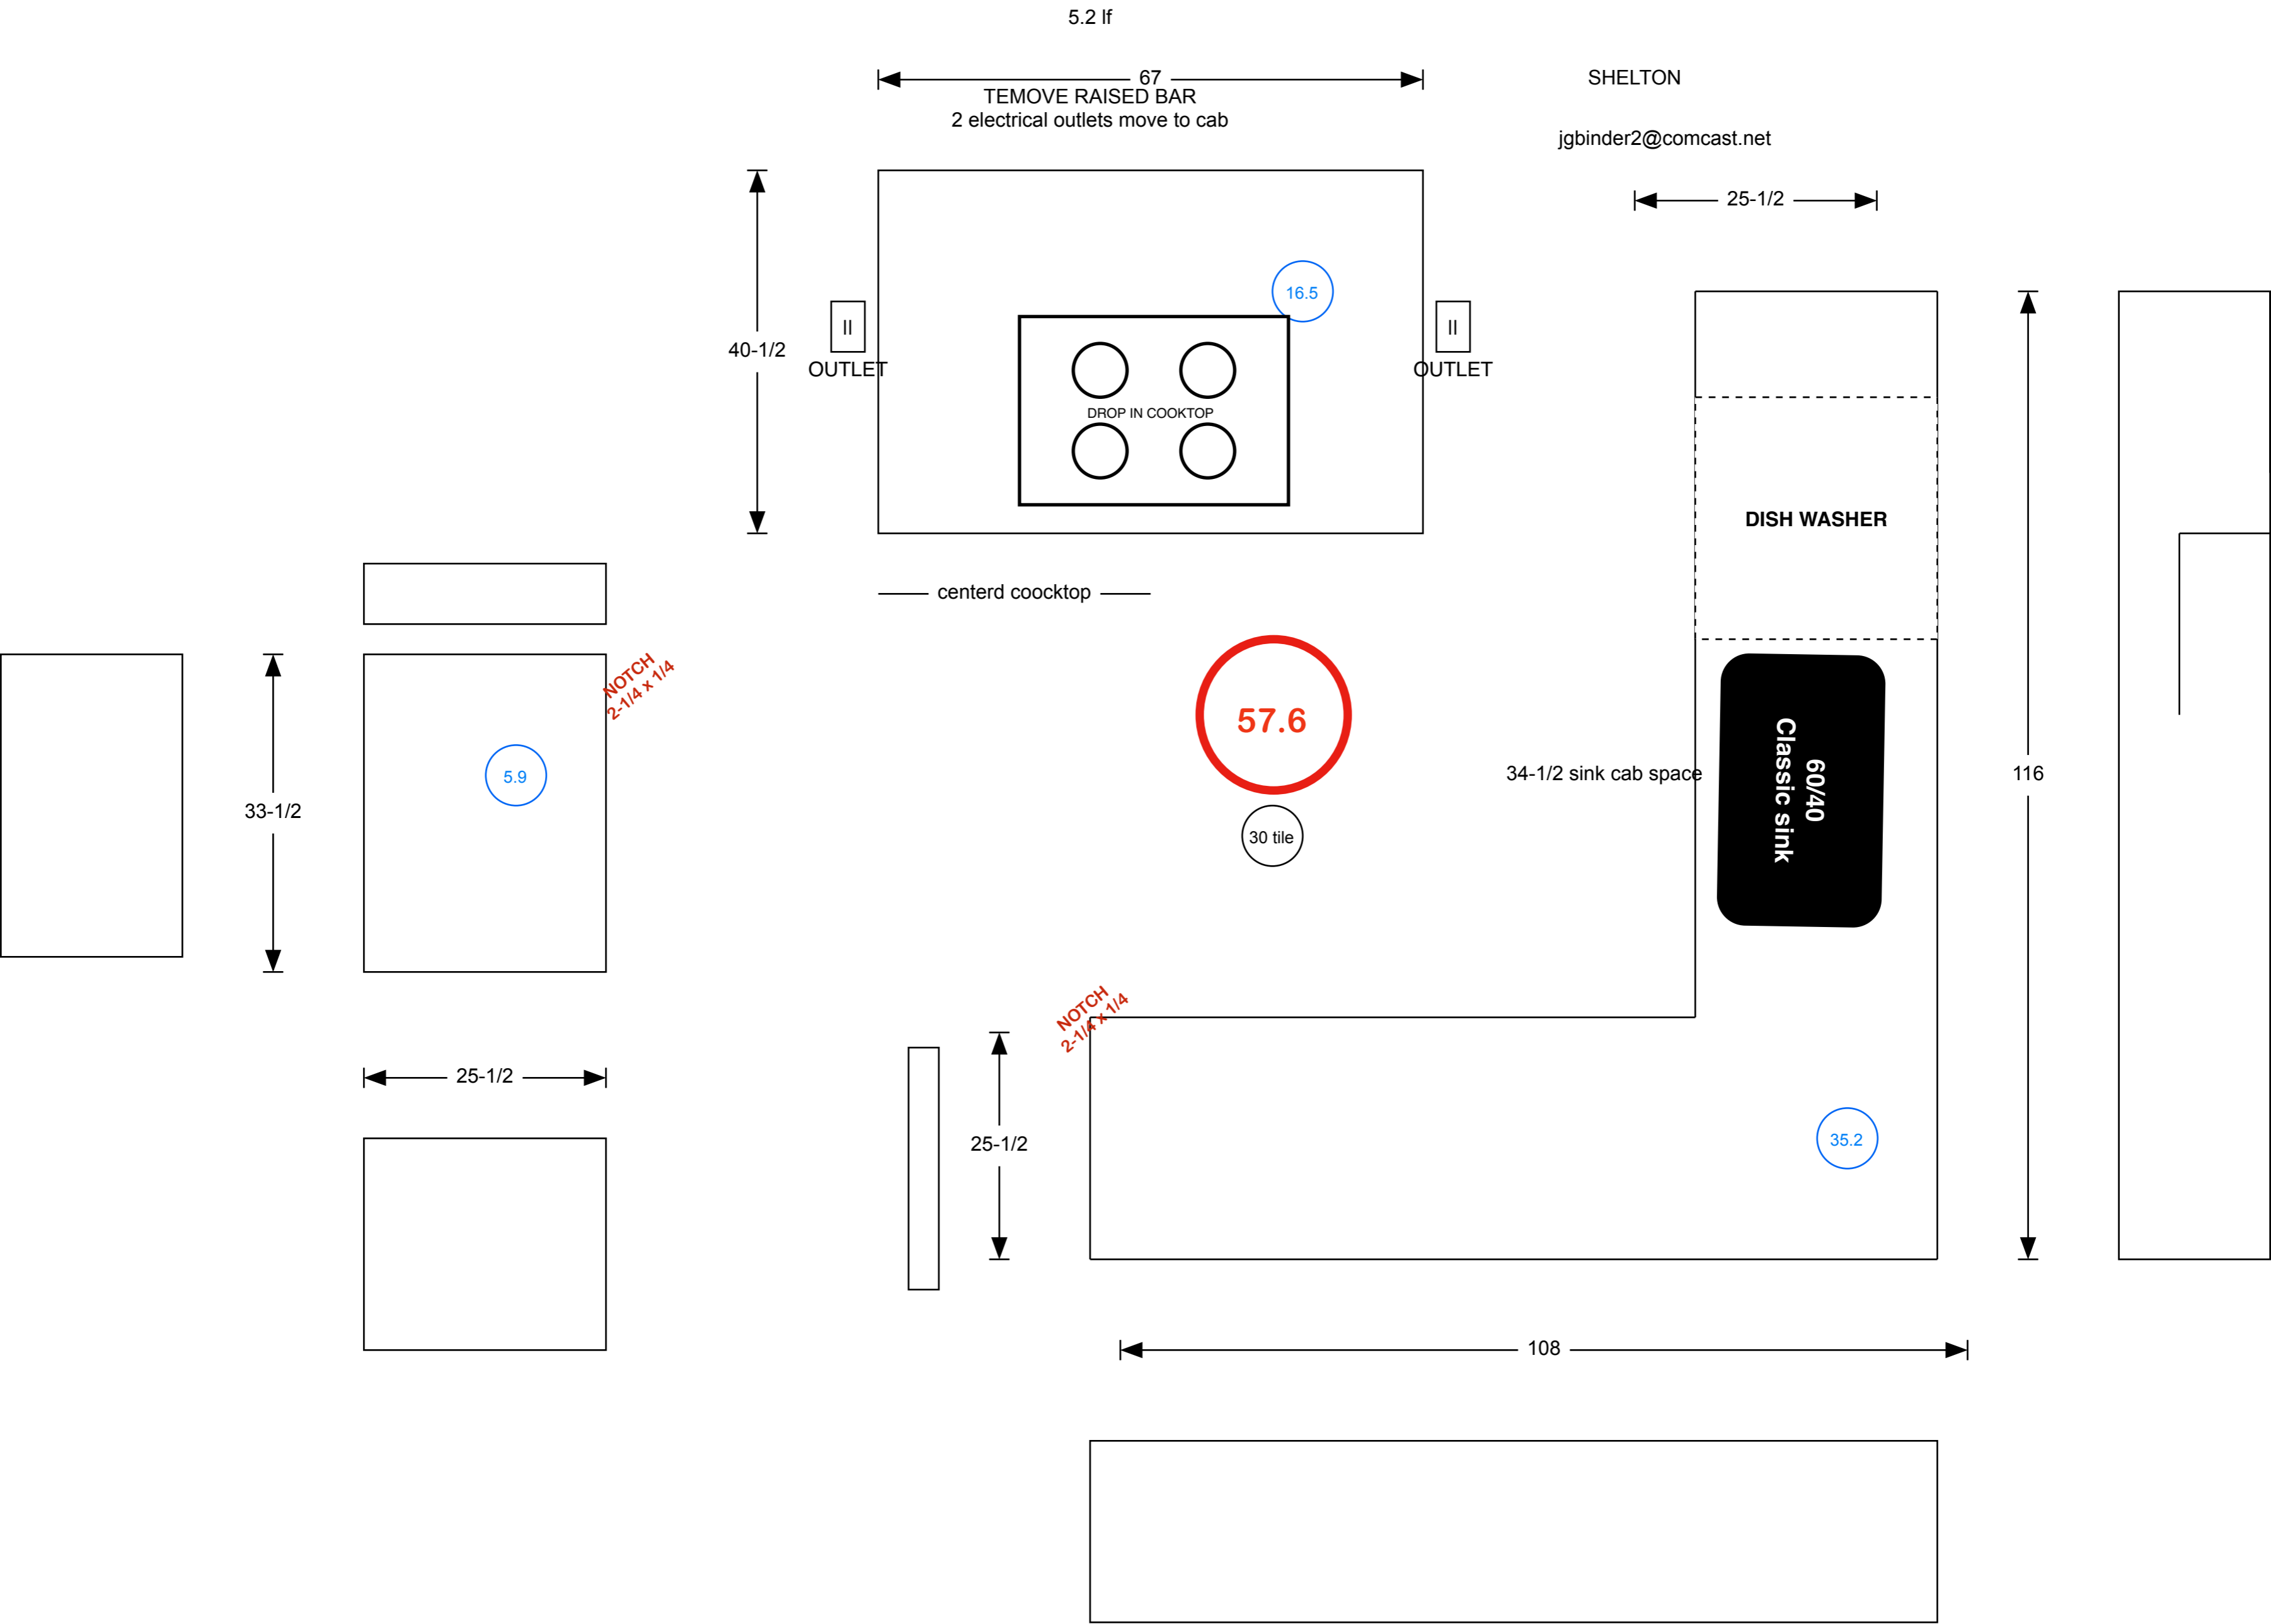 5.2 lf
67
SHELTON
TEMOVE RAISED BAR
2 electrical outlets move to cab
jgbinder2@comcast.net
25-1/2
16.5
II
II
40-1/2
OUTLET
OUTLET
DROP IN COOKTOP
DISH WASHER
centerd coocktop
NOTCH
2-1/4 x 1/4
57.6
5.9
34-1/2 sink cab space
60/40
Classic sink
116
33-1/2
30 tile
NOTCH
2-1/4 x 1/4
25-1/2
25-1/2
35.2
108